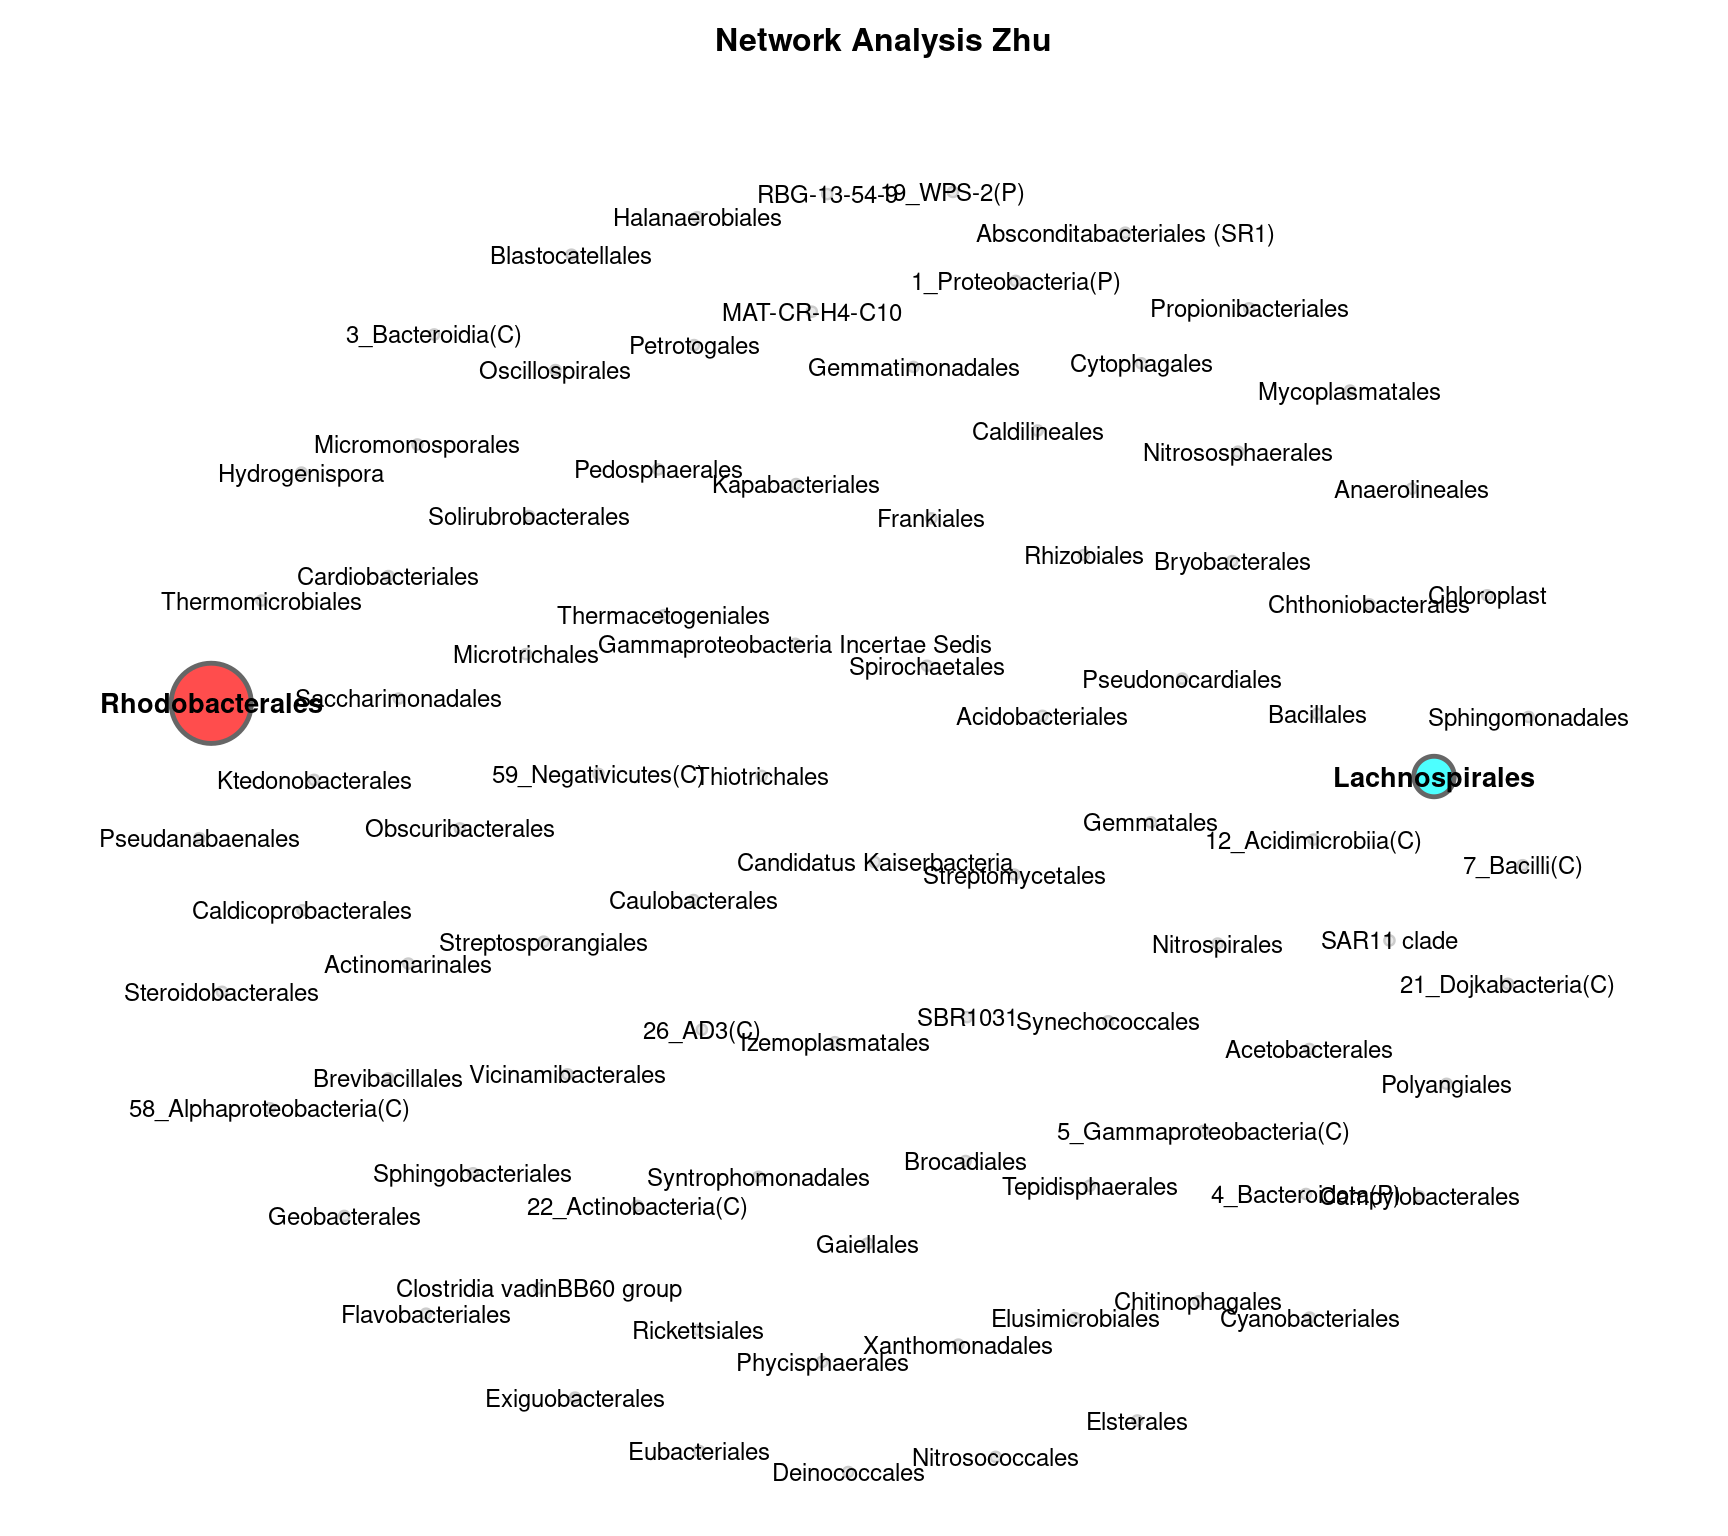 Network Analysis Zhu
RBG-13-54-9
19_WPS-2(P)
Halanaerobiales
Absconditabacteriales (SR1)
Blastocatellales
1_Proteobacteria(P)
Propionibacteriales
MAT-CR-H4-C10
3_Bacteroidia(C)
Petrotogales
Cytophagales
Gemmatimonadales
Oscillospirales
Mycoplasmatales
Caldilineales
Micromonosporales
Nitrososphaerales
Pedosphaerales
Hydrogenispora
Kapabacteriales
Anaerolineales
Solirubrobacterales
Frankiales
Rhizobiales
Bryobacterales
Cardiobacteriales
Chloroplast
Thermomicrobiales
Chthoniobacterales
Thermacetogeniales
Gammaproteobacteria Incertae Sedis
Microtrichales
Spirochaetales
Pseudonocardiales
Saccharimonadales
Rhodobacterales
Bacillales
Acidobacteriales
Sphingomonadales
59_Negativicutes(C)
Thiotrichales
Lachnospirales
Ktedonobacterales
Gemmatales
Obscuribacterales
Pseudanabaenales
12_Acidimicrobiia(C)
Candidatus Kaiserbacteria
7_Bacilli(C)
Streptomycetales
Caulobacterales
Caldicoprobacterales
SAR11 clade
Streptosporangiales
Nitrospirales
Actinomarinales
21_Dojkabacteria(C)
Steroidobacterales
SBR1031
Synechococcales
26_AD3(C)
Izemoplasmatales
Acetobacterales
Vicinamibacterales
Brevibacillales
Polyangiales
58_Alphaproteobacteria(C)
5_Gammaproteobacteria(C)
Brocadiales
Sphingobacteriales
Syntrophomonadales
Tepidisphaerales
4_Bacteroidota(P)
Campylobacterales
22_Actinobacteria(C)
Geobacterales
Gaiellales
Clostridia vadinBB60 group
Chitinophagales
Flavobacteriales
Elusimicrobiales
Cyanobacteriales
Rickettsiales
Xanthomonadales
Phycisphaerales
Exiguobacterales
Elsterales
Eubacteriales
Nitrosococcales
Deinococcales